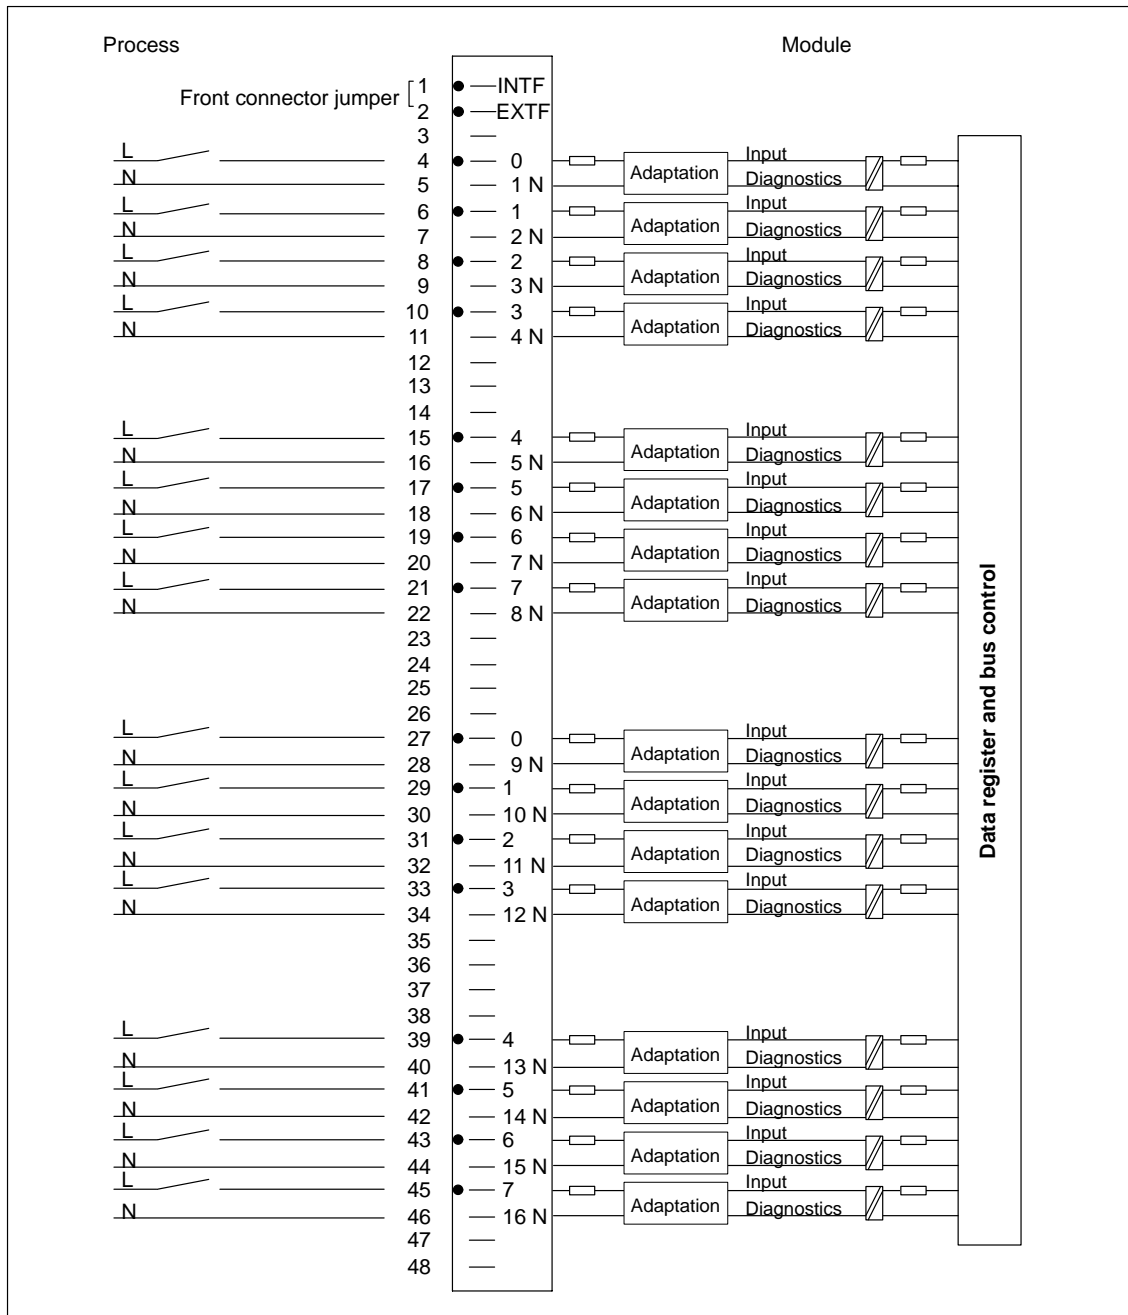 Process Module
1 INTF
Front connector jumper
2 EXTF
3
L 4 0 Input
Adaptation
N 5 1 N Diagnostics
L 6 1 Input
Adaptation
N 7 2 N Diagnostics
L 8 2 Input
Adaptation
N 9 3 N Diagnostics
L 10 3 Input
Adaptation
N 11 4 N Diagnostics
12
13
14
L 15 4 Input
Adaptation
N 16 5 N Diagnostics
L 17 5 Input
Adaptation
N 18 6 N Diagnostics
L 19 6 Input
Adaptation
N 20 7 N Diagnostics
L 21 7 Input
Adaptation
N 22 8 N Diagnostics
23
24
25
26
L 27 0 Input
Adaptation
N 28 9 N Diagnostics
L 29 1 Input
Adaptation
N 30 10 N Diagnostics
L 31 2 Input
Adaptation
N 32 11 N Diagnostics
L 33 3 Input
Adaptation
N 34 12 N Diagnostics
35
36
37
38
L 39 4 Input
Adaptation
N 40 13 N Diagnostics
L 41 5 Input
Adaptation
N 42 14 N Diagnostics
L 43 6 Input
Adaptation
N 44 15 N Diagnostics
L 45 7 Input
Adaptation
N 46 16 N Diagnostics
47
48
Data register and bus control